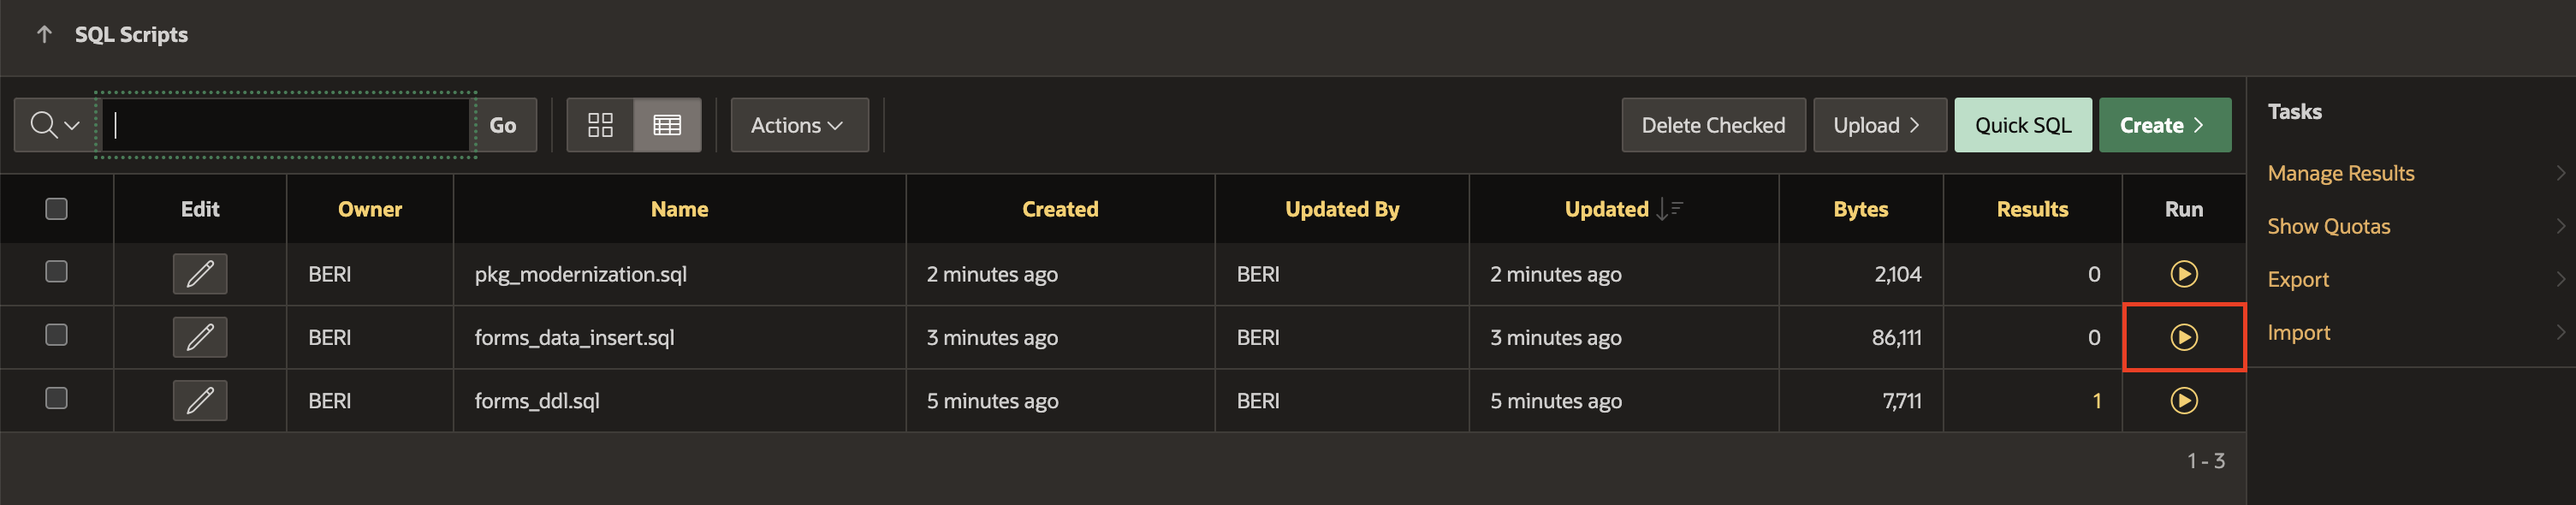 SQL Scripts
Go
Actions
Delete Checked
Upload
Quick SQL
Create
Edit Owner Name Created Updated By Updated Bytes Results Run
BERI pkg_modernization.sql 2 minutes ago BERI 2 minutes ago 2,104 0
BERI forms_data_insert.sql 3 minutes ago BERI 3 minutes ago 86,111 0
BERI forms_ddl.sql 5 minutes ago BERI 5 minutes ago 7,711 1
1 - 3
Tasks
Manage Results
Show Quotas
Export
Import